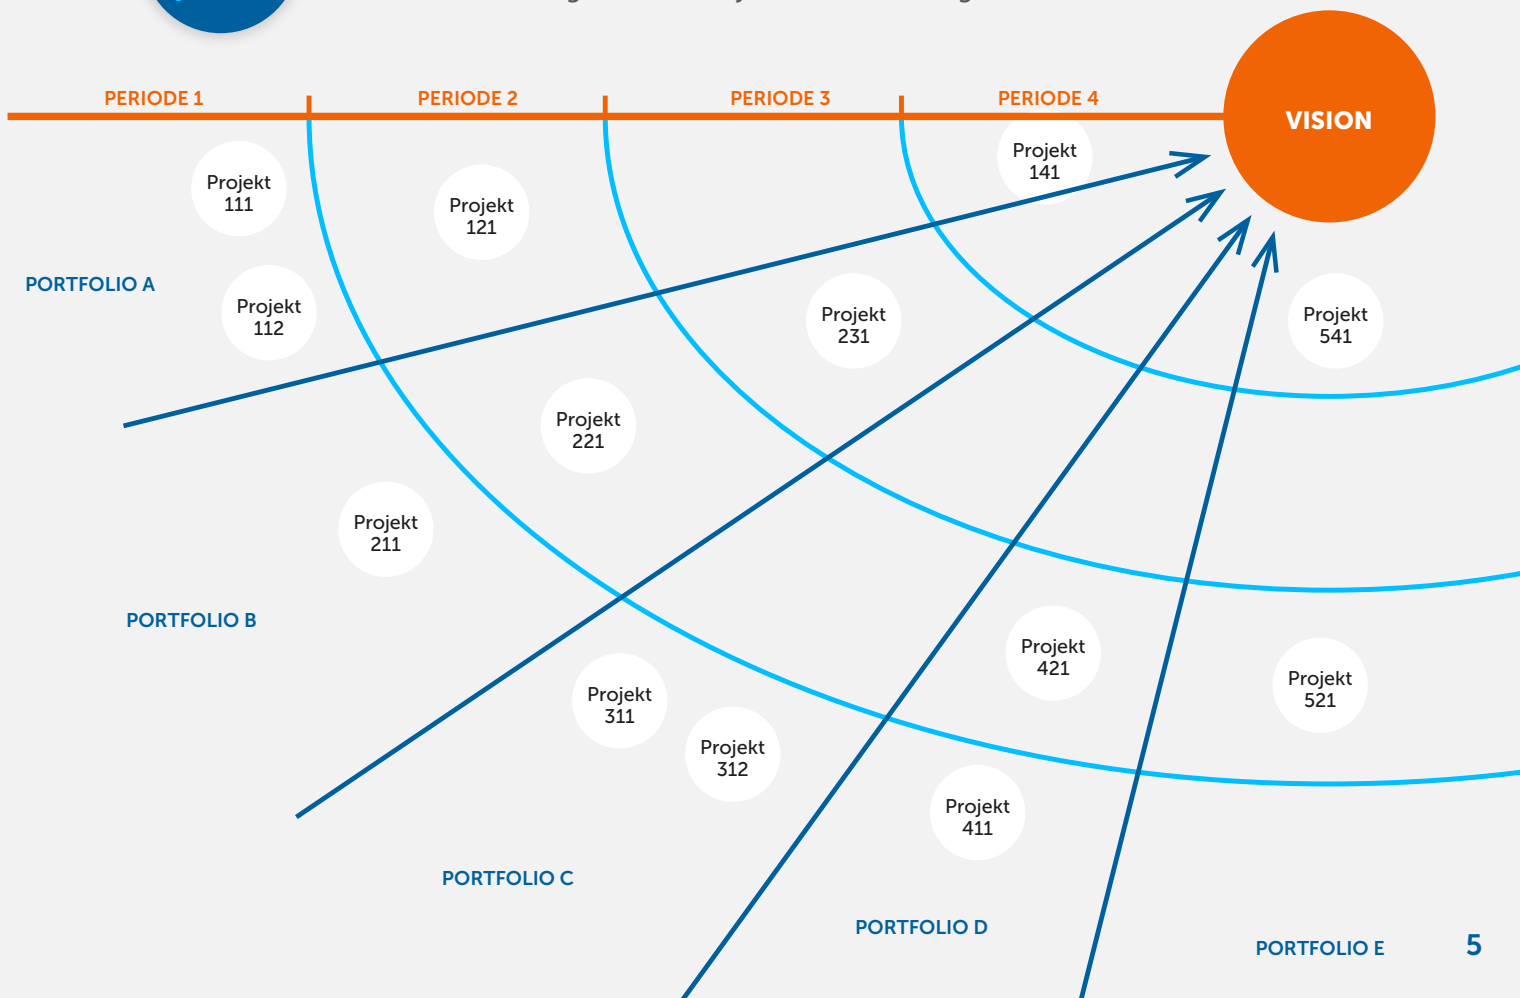 PERIODE 1
PERIODE 2
PERIODE 3
PERIODE 4
VISION
Projekt
141
Projekt
111
Projekt
121
PORTFOLIO A
Projekt
112
Projekt
231
Projekt
541
Projekt
221
Projekt
211
PORTFOLIO B
Projekt
421
Projekt
521
Projekt
311
Projekt
312
Projekt
411
PORTFOLIO C
PORTFOLIO D
PORTFOLIO E
5